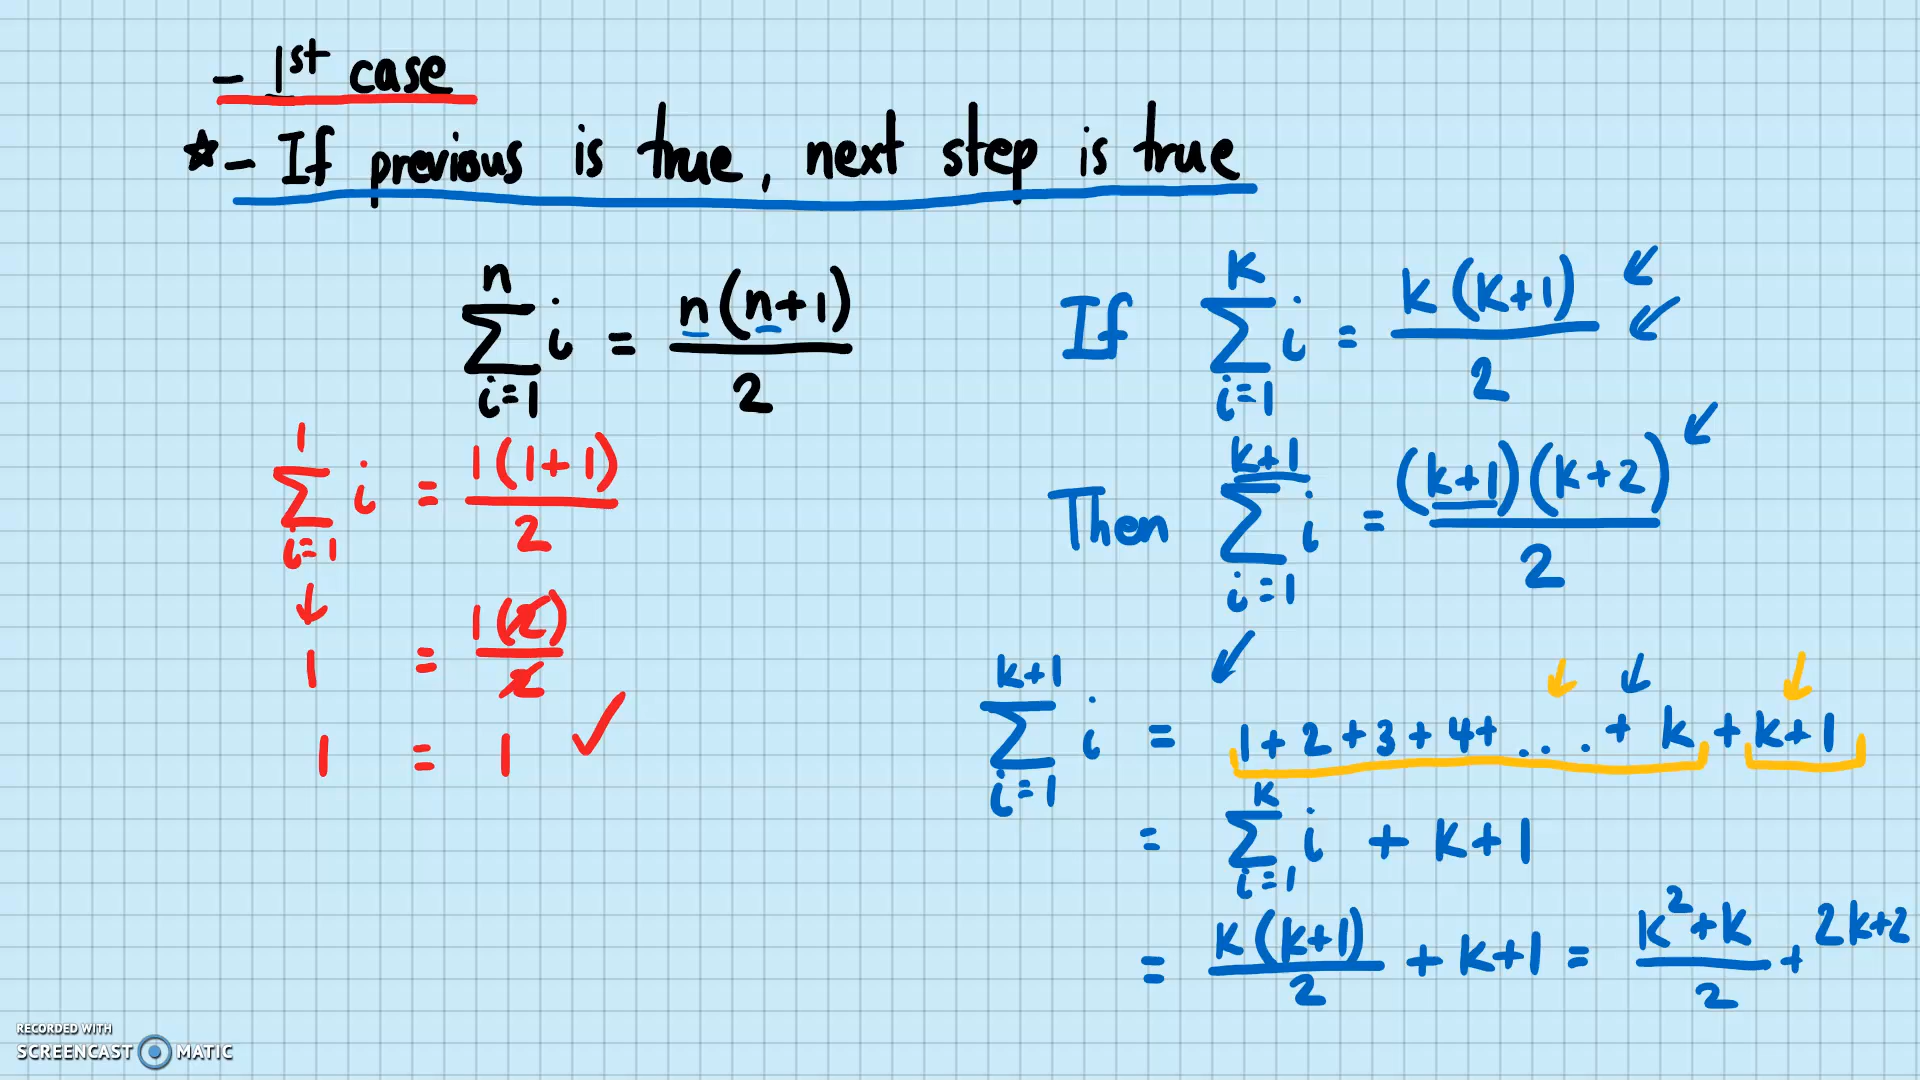 - 1st case
☆- If previous is true, next step is true
n
∑ i = n(n+1)/2
i=1
1
∑ i = 1(1+1)/2
i=1
↓
1 = 1(2)/2
1 = 1 ✓
k
If ∑ i = k(k+1)/2
i=1
k+1
Then ∑ i = (k+1)(k+2)/2
i=1
k+1
∑ i = 1+2+3+4+...+k+k+1
i=1
k
= ∑ i + k+1
i=1
= k(k+1)/2 + k+1 = k²+k/2 + 2k+2
RECORDED WITH
SCREENCAST MATIC